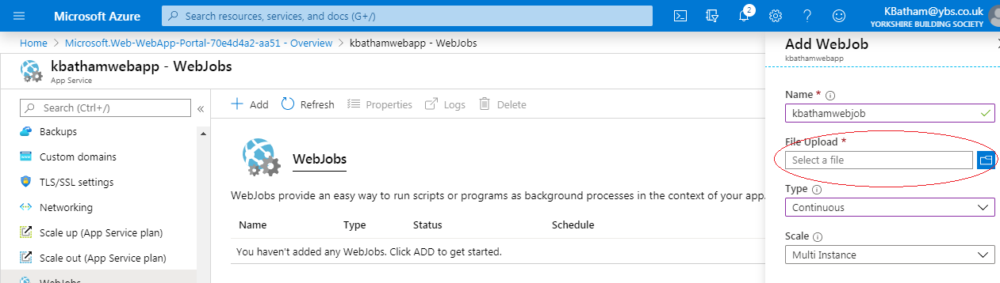 Microsoft Azure
Search resources, services, and docs (G+/)
2
KBatham@ybs.co.uk
YORKSHIRE BUILDING SOCIETY
Home > Microsoft.Web-WebApp-Portal-70e4d4a2-aa51 - Overview > kbathamwebapp - WebJobs
kbathamwebapp - WebJobs
App Service
Search (Ctrl+/)
Backups
Custom domains
TLS/SSL settings
Networking
Scale up (App Service plan)
Scale out (App Service plan)
WebJobs
Add Refresh Properties Logs Delete
WebJobs
WebJobs provide an easy way to run scripts or programs as background processes in the context of your app.
Name Type Status Schedule
You haven't added any WebJobs. Click ADD to get started.
Add WebJob
kbathamwebapp
Name *
kbathamwebjob
File Upload *
Select a file
Type
Continuous
Scale
Multi Instance